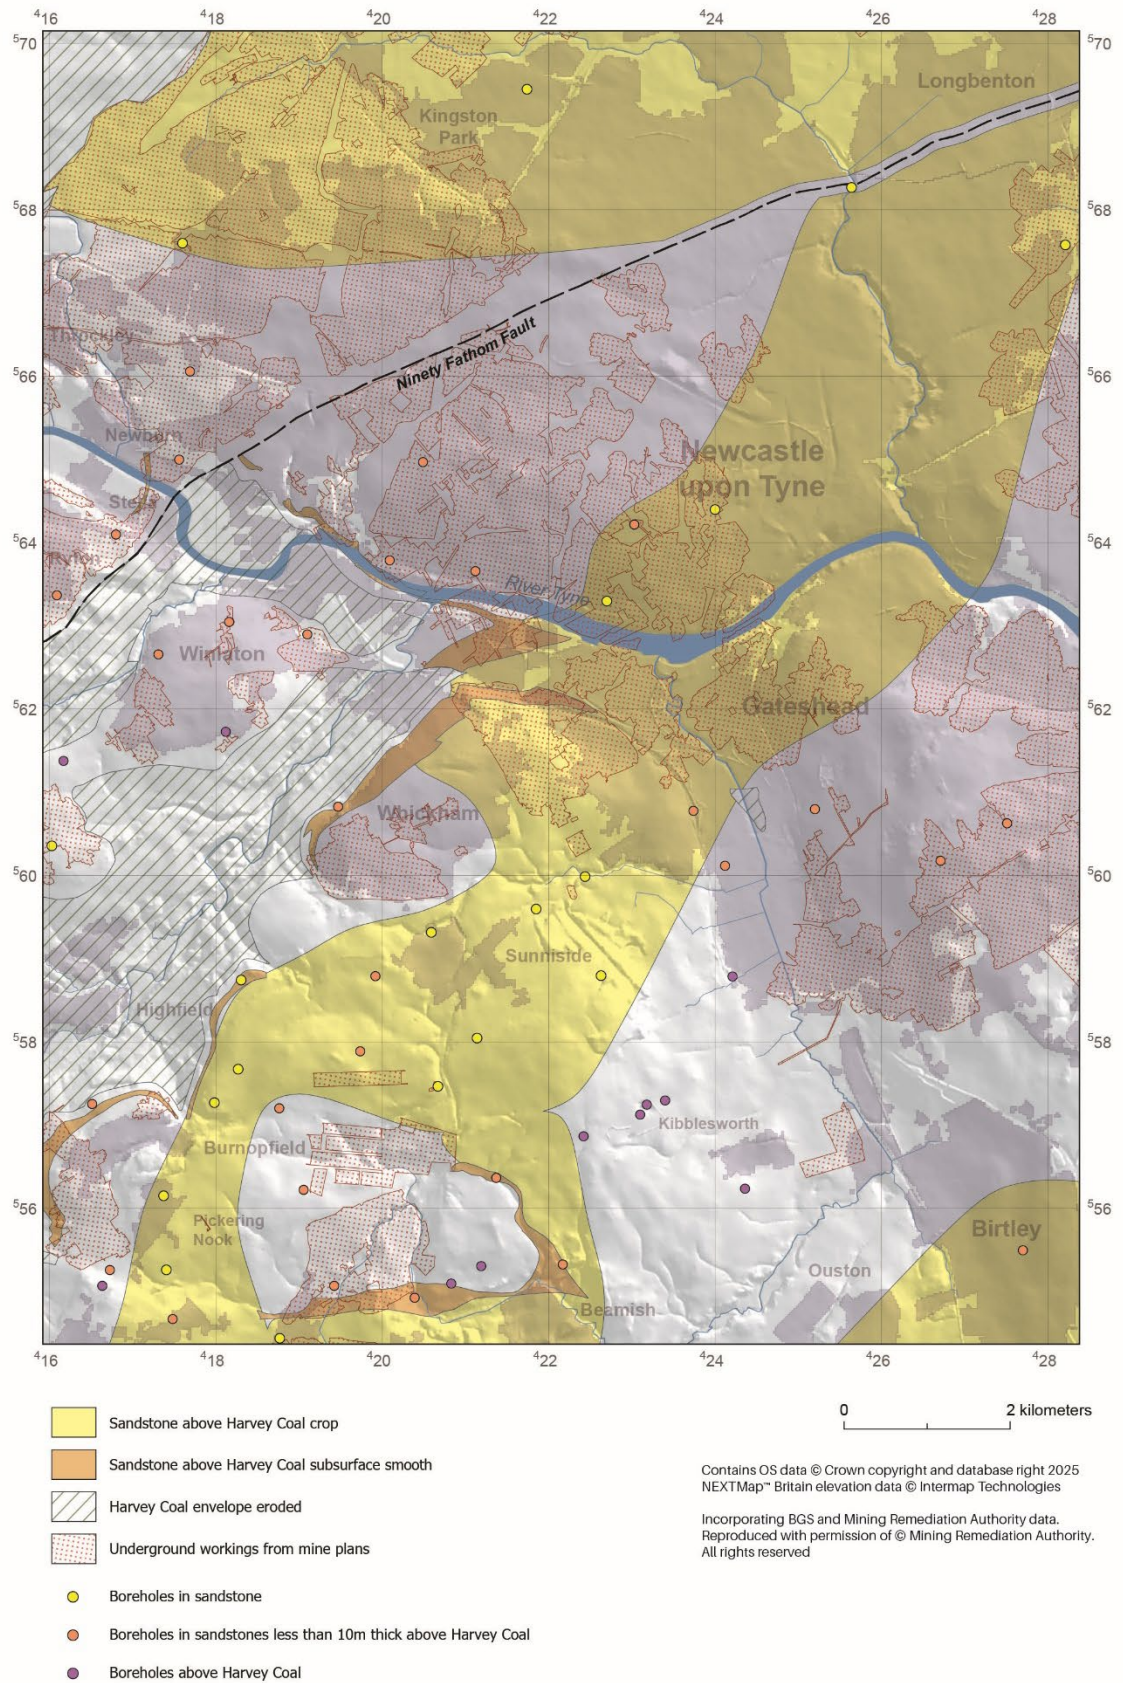 ⁴16 ⁴18 ⁴20 ⁴22 ⁴24 ⁴26 ⁴28
⁵70 ⁵70
Longbenton
Kingston
Park
⁵68 ⁵68
Throckley
⁵66 ⁵66
Ninety Fathom Fault
Newburn
Newcastle
upon Tyne
Stella
⁵64 ⁵64
Ryton
River Tyne
Winlaton
⁵62 ⁵62
Gateshead
Whickham
⁵60 ⁵60
Sunniside
Highfield
⁵58 ⁵58
Kibblesworth
Burnopfield
⁵56 ⁵56
Pickering
Nook
Birtley
Ouston
Beamish
⁴16 ⁴18 ⁴20 ⁴22 ⁴24 ⁴26 ⁴28
Sandstone above Harvey Coal crop
Sandstone above Harvey Coal subsurface smooth
Harvey Coal envelope eroded
Underground workings from mine plans
Boreholes in sandstone
Boreholes in sandstones less than 10m thick above Harvey Coal
Boreholes above Harvey Coal
0 2 kilometers
Contains OS data © Crown copyright and database right 2025
NEXTMap™ Britain elevation data © Intermap Technologies
Incorporating BGS and Mining Remediation Authority data.
Reproduced with permission of © Mining Remediation Authority.
All rights reserved